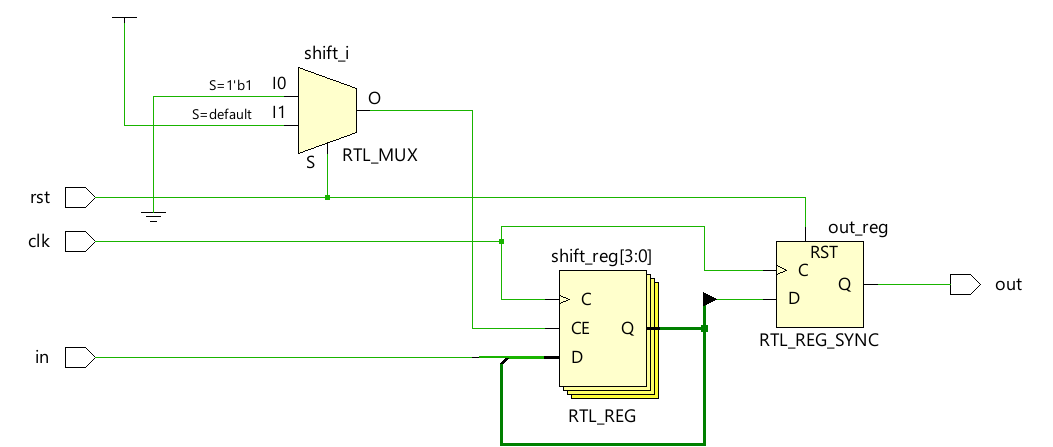 shift_i
S=1'b1 I0
S=default I1
O
S
RTL_MUX
rst
clk
in
shift_reg[3:0]
C
CE
D
Q
RTL_REG
out_reg
RST
C
D
Q
RTL_REG_SYNC
out